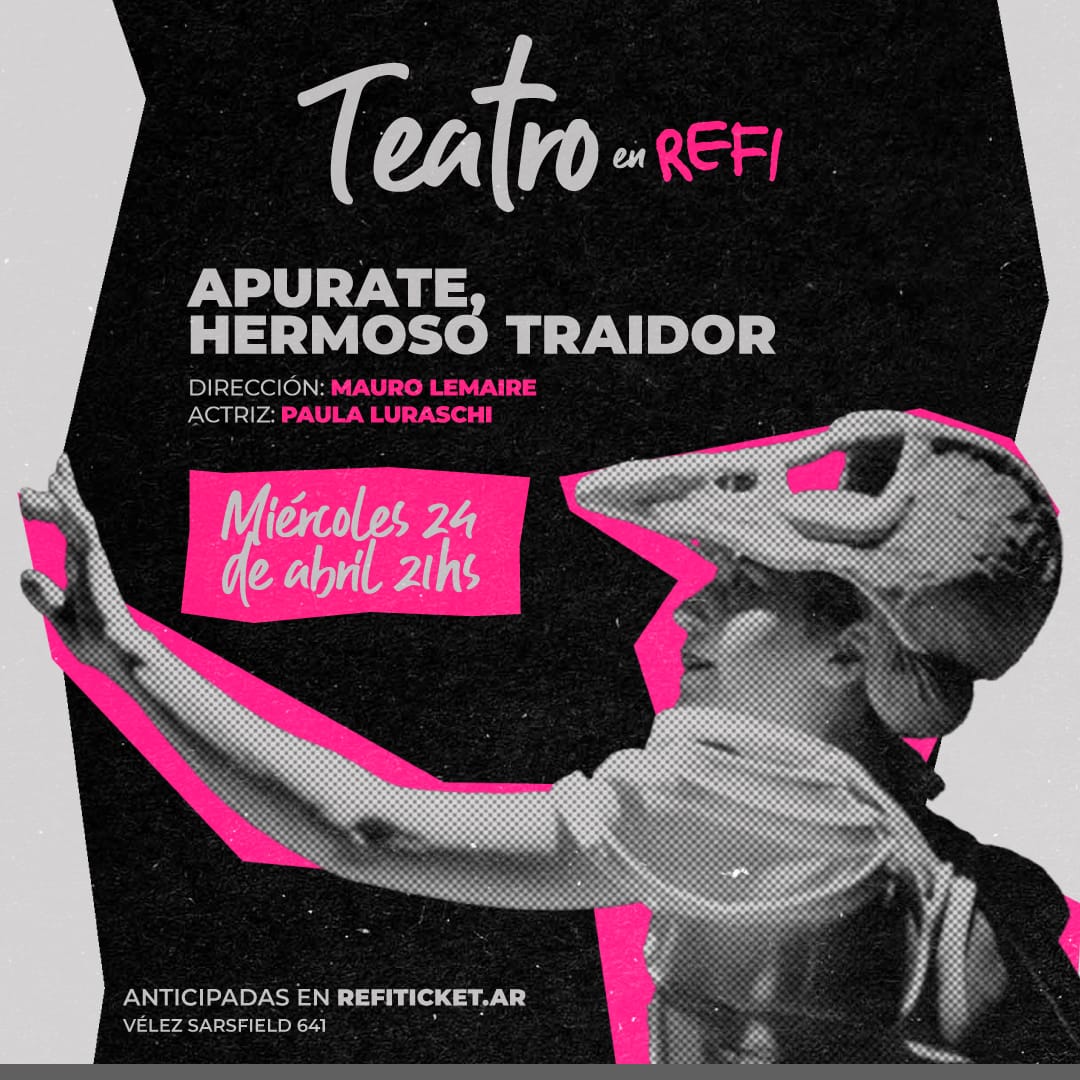 Teatro en REFI
APURATE,
HERMOSO TRAIDOR
DIRECCIÓN: MAURO LEMAIRE
ACTRIZ: PAULA LURASCHI
Miércoles 24
de abril 21hs
ANTICIPADAS EN REFITICKET.AR
VÉLEZ SARSFIELD 641